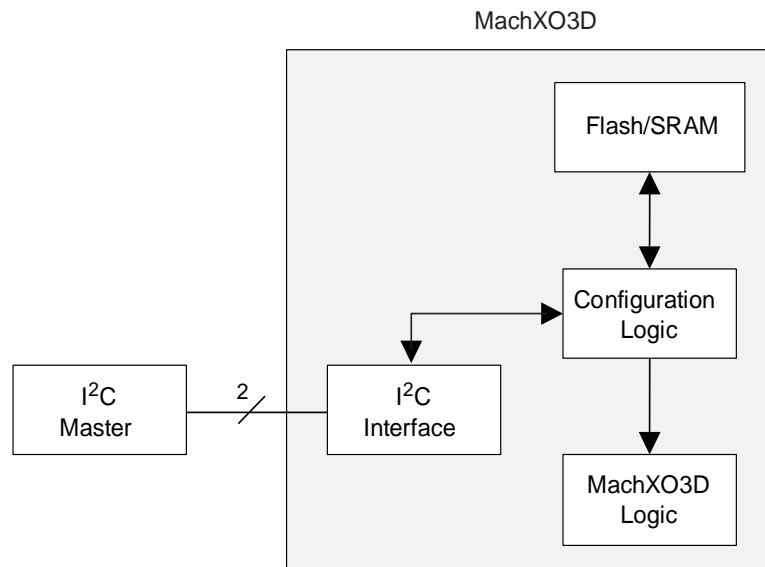 MachXO3D
Flash/SRAM
Configuration
Logic
2
I²C
Master
I²C
Interface
MachXO3D
Logic